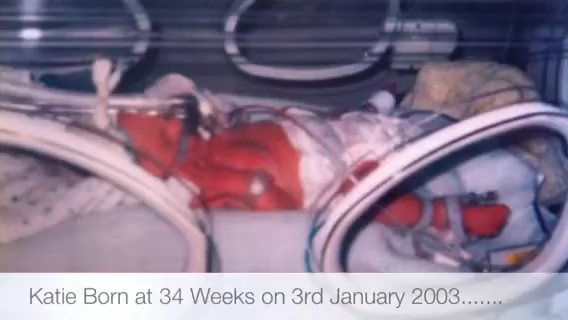 Katie Born at 34 Weeks on 3rd January 2003.......